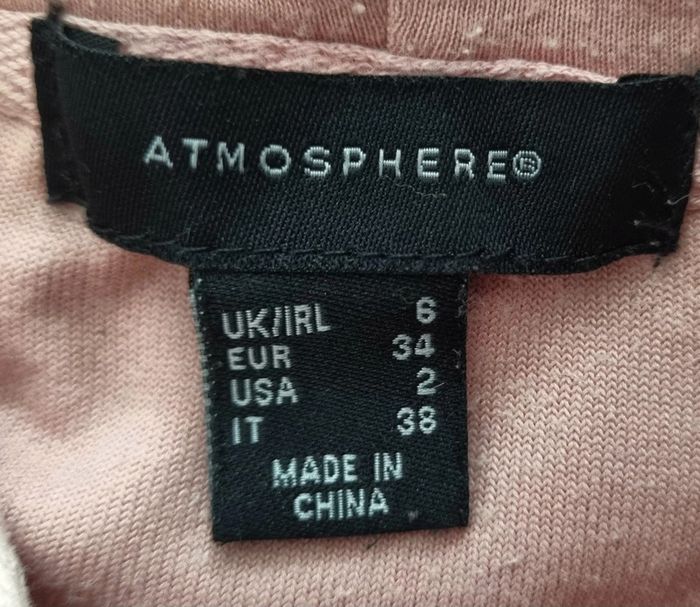 ATMOSPHERE®
UK/IRL 6
EUR 34
USA 2
IT 38
MADE IN
CHINA